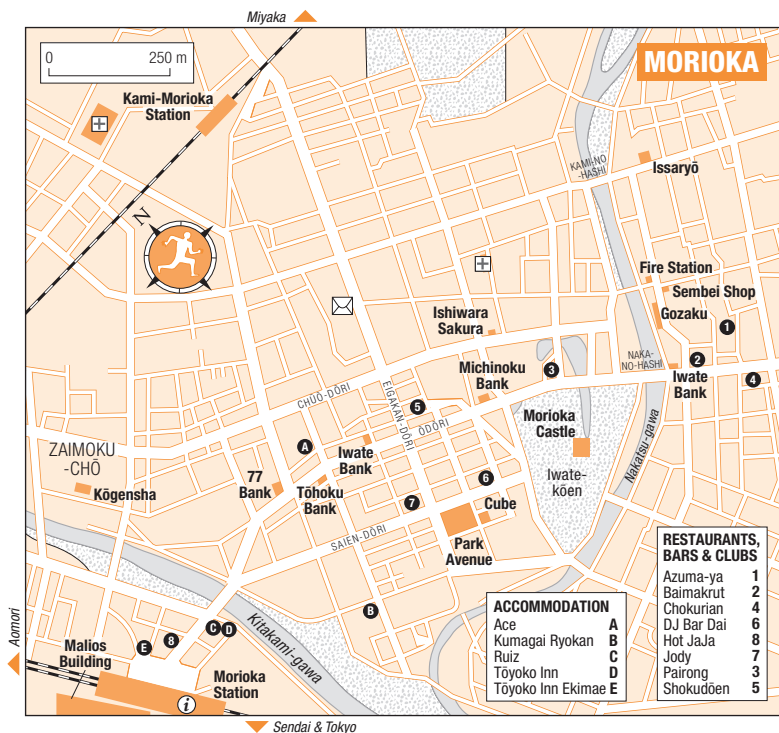 Miyaka
0 250 m
MORIOKA
Kami-Morioka
Station
N
KAMI-NO
-HASHI
Issaryō
Fire Station
Sembei Shop
Gozaku
1
Ishiwara
Sakura
NAKA-
NO-HASHI
2
Michinoku
Bank
3
Iwate
Bank
4
CHŪŌ-DŌRI
EIGAKAN-DŌRI
5
ŌDŌRI
Morioka
Castle
Nakatsu-gawa
ZAIMOKU
-CHŌ
A
Iwate
Bank
Iwate-
kōen
Kōgensha
77
Bank
Tōhoku
Bank
6
7
Cube
SAIEN-DŌRI
Park
Avenue
RESTAURANTS,
BARS & CLUBS
Azuma-ya 1
Baimakrut 2
Chokurian 4
DJ Bar Dai 6
Hot JaJa 8
Jody 7
Pairong 3
Shokudōen 5
ACCOMMODATION
Ace A
Kumagai Ryokan B
Ruiz C
Tōyoko Inn D
Tōyoko Inn Ekimae E
B
Kitakami-gawa
Aomori
E
8
C
D
Malios
Building
Morioka
Station
i
Sendai & Tokyo